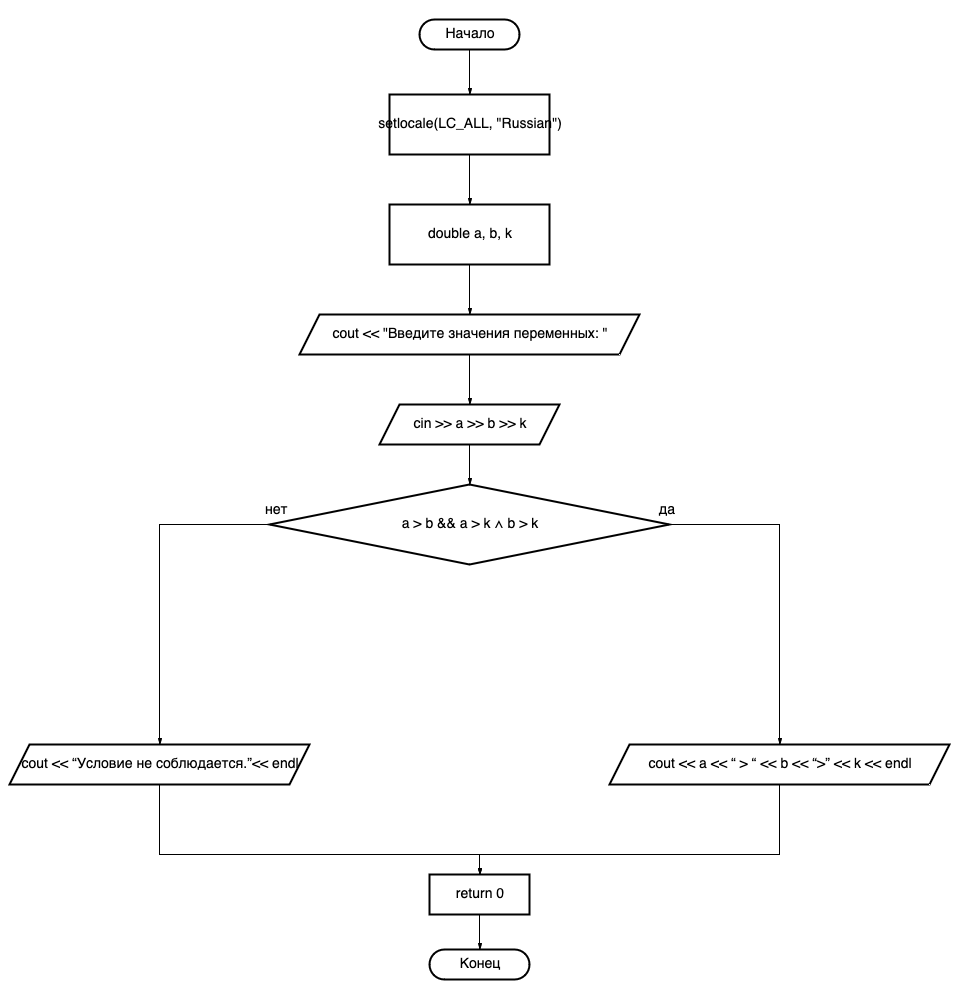 Начало
setlocale(LC_ALL, "Russian")
double a, b, k
cout << "Введите значения переменных: "
cin >> a >> b >> k
нет
да
a > b && a > k ∧ b > k
cout << “Условие не соблюдается.”<< endl
cout << a << “ > “ << b << “>” << k << endl
return 0
Конец